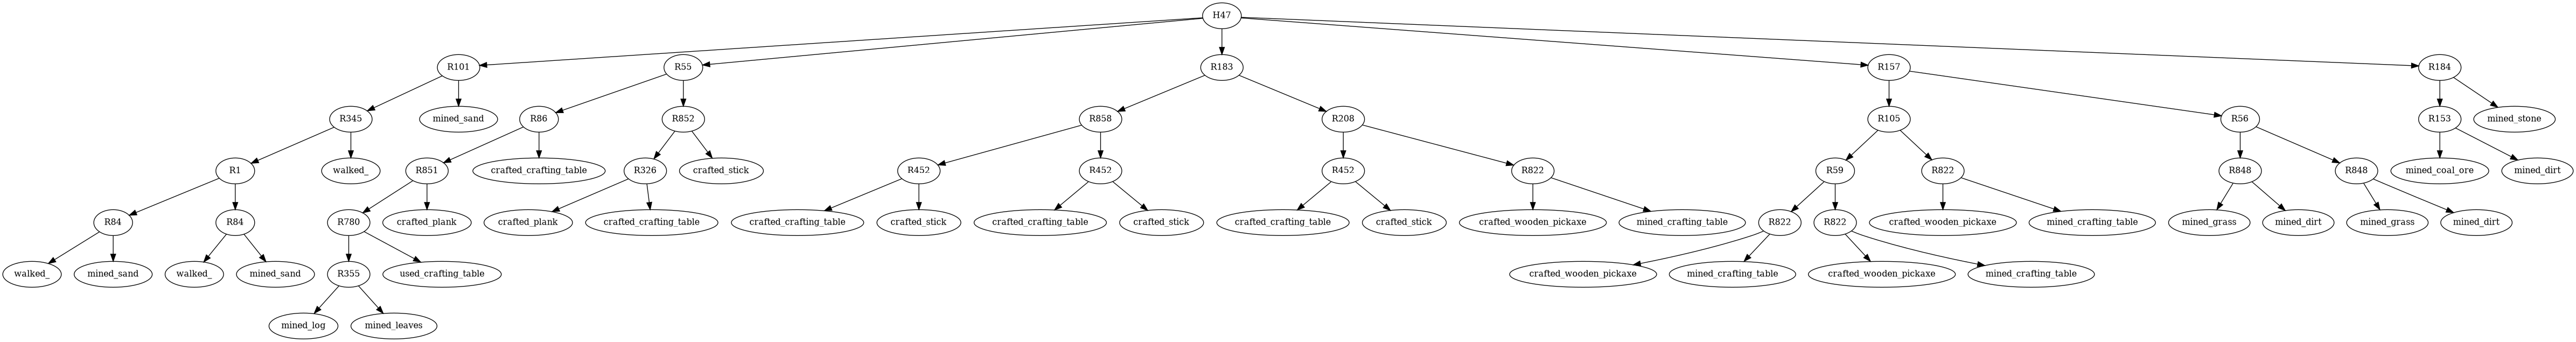 H47
R101
R55
R183
R157
R184
R345
mined_sand
R86
R852
R858
R208
R105
R56
R153
mined_stone
R1
walked_
R851
crafted_crafting_table
R326
crafted_stick
R452
R452
R452
R822
R59
R822
R848
R848
mined_coal_ore
mined_dirt
R84
R84
R780
crafted_plank
crafted_plank
crafted_crafting_table
crafted_crafting_table
crafted_stick
crafted_crafting_table
crafted_stick
crafted_crafting_table
crafted_stick
crafted_wooden_pickaxe
mined_crafting_table
R822
R822
crafted_wooden_pickaxe
mined_crafting_table
mined_grass
mined_dirt
mined_grass
mined_dirt
walked_
mined_sand
walked_
mined_sand
R355
used_crafting_table
crafted_wooden_pickaxe
mined_crafting_table
crafted_wooden_pickaxe
mined_crafting_table
mined_log
mined_leaves